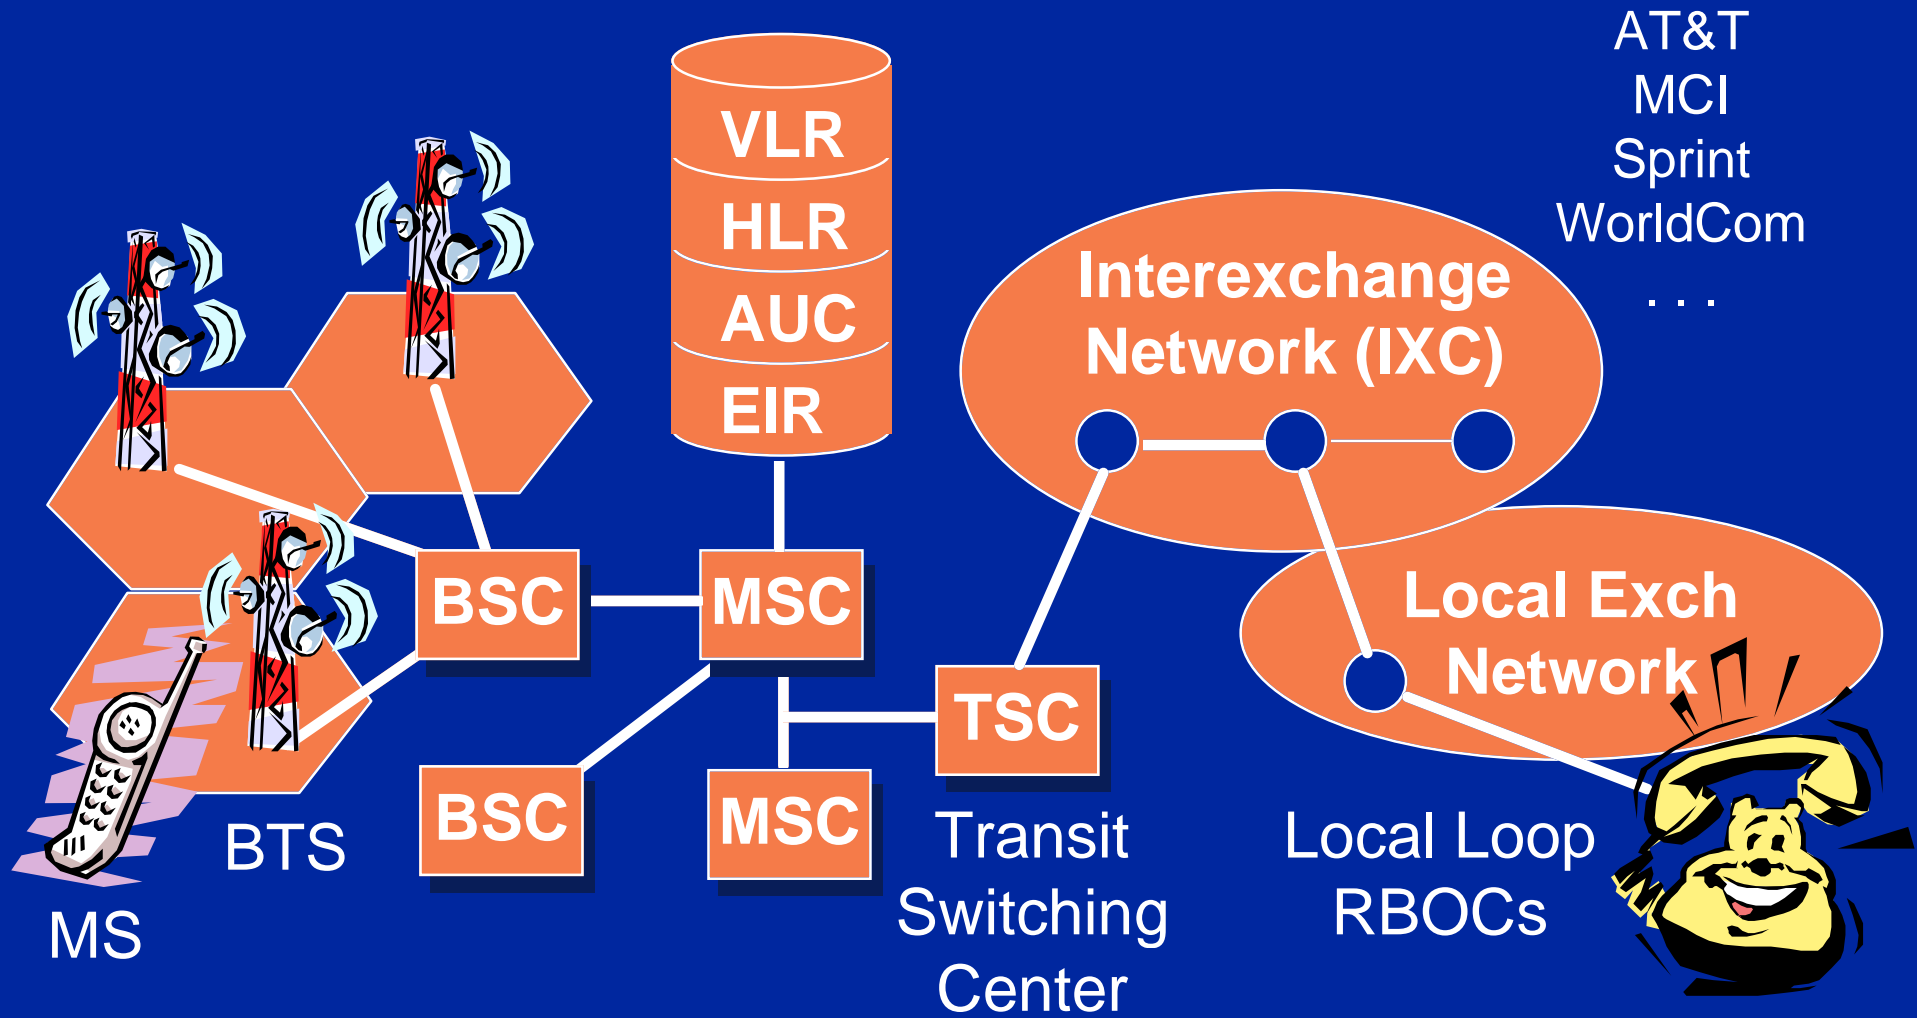 AT&T
MCI
Sprint
WorldCom
. . .
VLR
HLR
AUC
EIR
Interexchange
Network (IXC)
BSC
MSC
Local Exch
Network
TSC
BSC
MSC
BTS
MS
Transit
Switching
Center
Local Loop
RBOCs